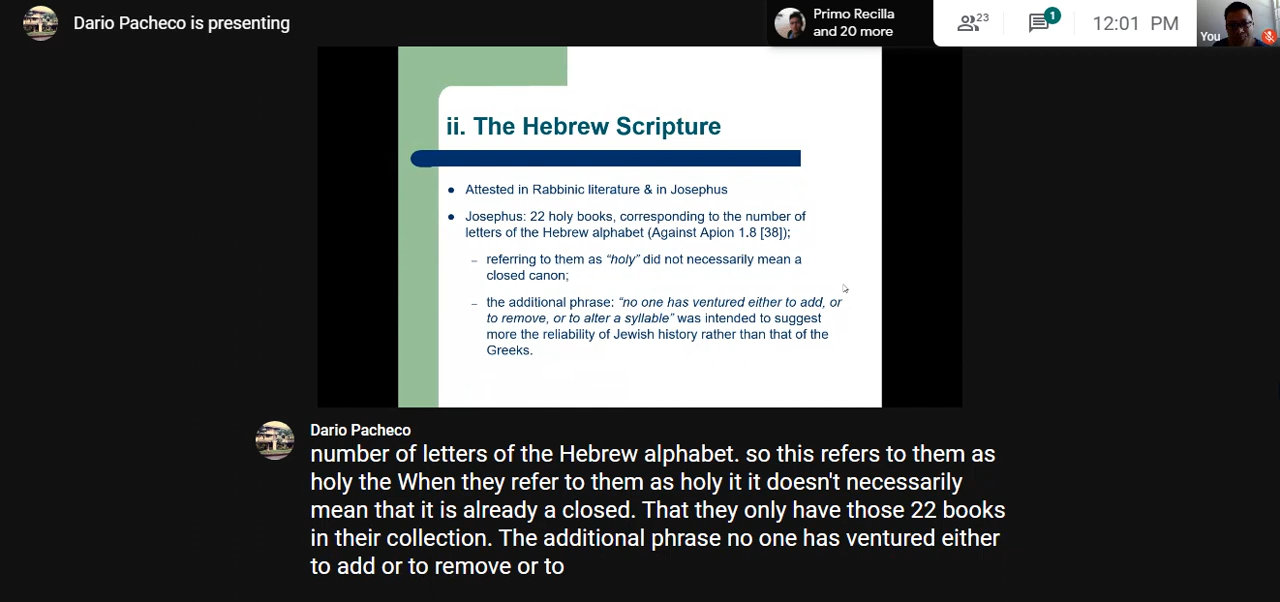 Dario Pacheco is presenting
Primo Recilla
and 20 more
23
1
12:01 PM
You
ii. The Hebrew Scripture
• Attested in Rabbinic literature & in Josephus
• Josephus: 22 holy books, corresponding to the number of
letters of the Hebrew alphabet (Against Apion 1.8 [38]);
– referring to them as “holy” did not necessarily mean a
closed canon;
– the additional phrase: “no one has ventured either to add, or
to remove, or to alter a syllable” was intended to suggest
more the reliability of Jewish history rather than that of the
Greeks.
Dario Pacheco
number of letters of the Hebrew alphabet. so this refers to them as
holy the When they refer to them as holy it it doesn't necessarily
mean that it is already a closed. That they only have those 22 books
in their collection. The additional phrase no one has ventured either
to add or to remove or to